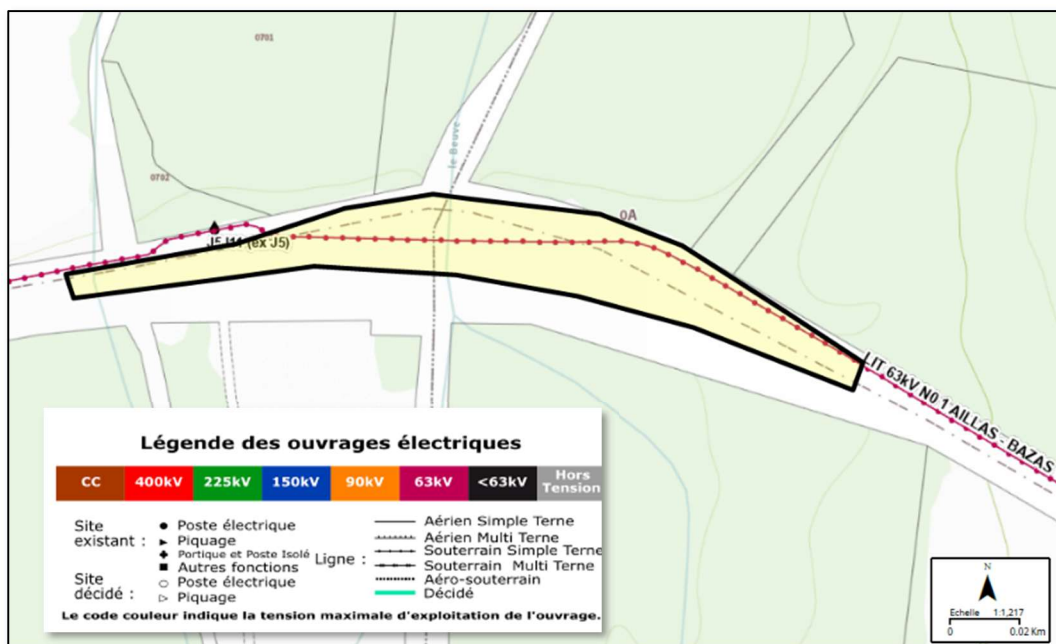 0701
le Beuve
0702
0A
J5J11 (ex J5)
LIT 63kV N0 1 AILLAS - BAZAS
Légende des ouvrages électriques
CC 400kV 225kV 150kV 90kV 63kV <63kV Hors Tension
Site existant :
Poste électrique
Piquage
Portique et Poste Isolé
Autres fonctions
Site décidé :
Poste électrique
Piquage
Ligne :
Aérien Simple Terne
Aérien Multi Terne
Souterrain Simple Terne
Souterrain Multi Terne
Aéro-souterrain
Décidé
Le code couleur indique la tension maximale d'exploitation de l'ouvrage.
N
Echelle 1:1,217
0 0.02 Km